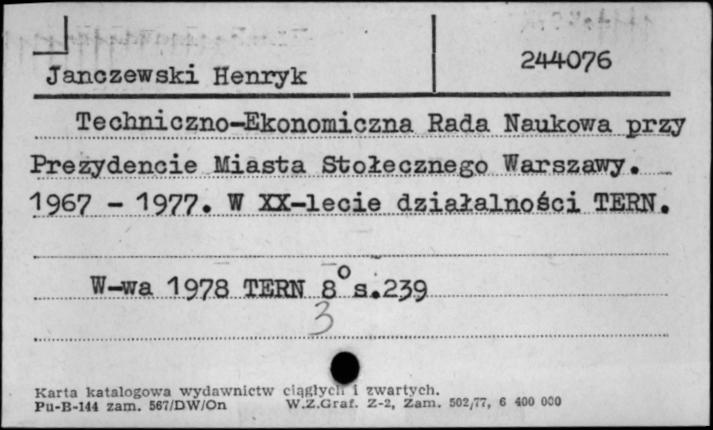 244076
Janczewski Henryk
Techniczno-Ekonomiczna Rada Naukowa przy
Prezydencie Miasta Stołecznego Warszawy.
1967 - 1977. W XX-lecie działalności TERN.
W-wa 1978 TERN 8° s.239
3
Karta katalogowa wydawnictw ciągłych i zwartych.
Pu-B-144 zam. 567/DW/On W.Z.Graf. Z-2, Zam. 502/77, 6 400 000